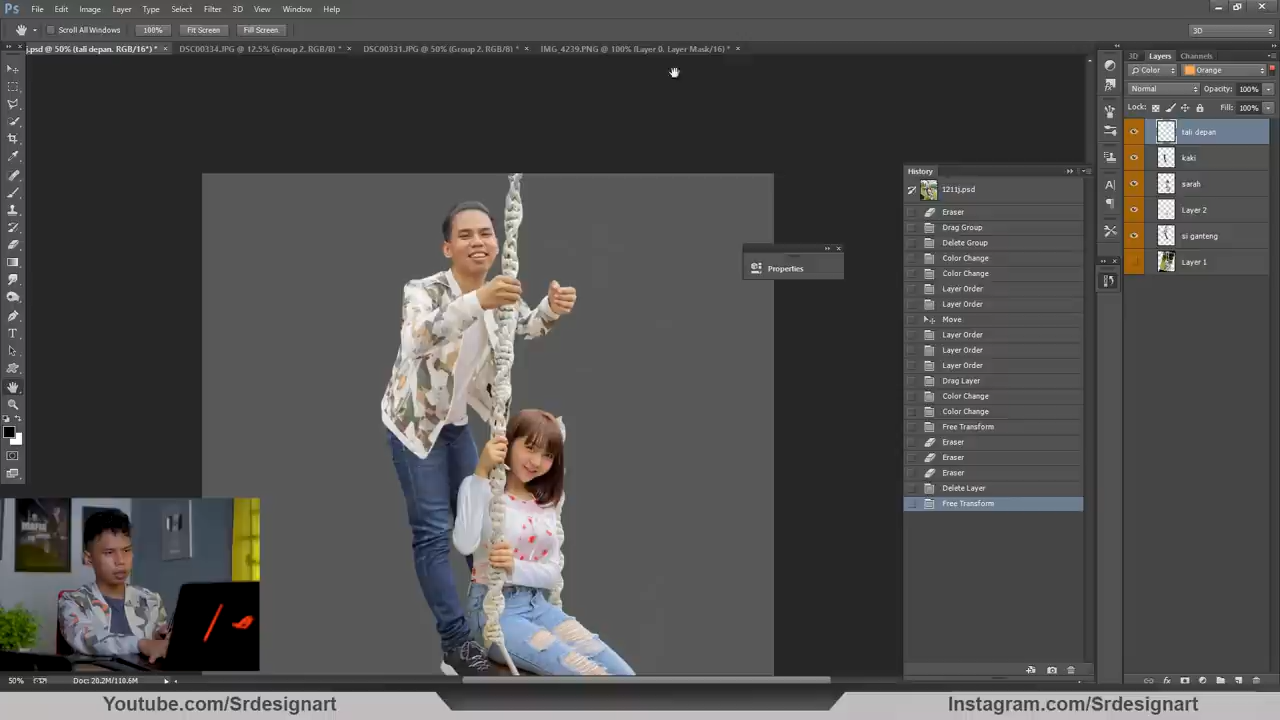 Ps File Edit Image Layer Type Select Filter 3D View Window Help
Scroll All Windows 100% Fit Screen Fill Screen 3D
.psd @ 50% (tali depan, RGB/16*) * × DSC00334.JPG @ 12.5% (Group 2, RGB/8) * × DSC00331.JPG @ 50% (Group 2, RGB/8) * × IMG_4239.PNG @ 100% (Layer 0, Layer Mask/16) * ×
3D Layers Channels
Color Orange
Normal Opacity: 100%
Lock: Fill: 100%
tali depan
kaki
sarah
Layer 2
si ganteng
Layer 1
History
1211j.psd
Eraser
Drag Group
Delete Group
Color Change
Color Change
Layer Order
Layer Order
Move
Layer Order
Layer Order
Layer Order
Drag Layer
Color Change
Color Change
Free Transform
Eraser
Eraser
Eraser
Delete Layer
Free Transform
Properties
50% Doc: 20.2M/110.6M
Youtube.com/Srdesignart
Instagram.com/Srdesignart